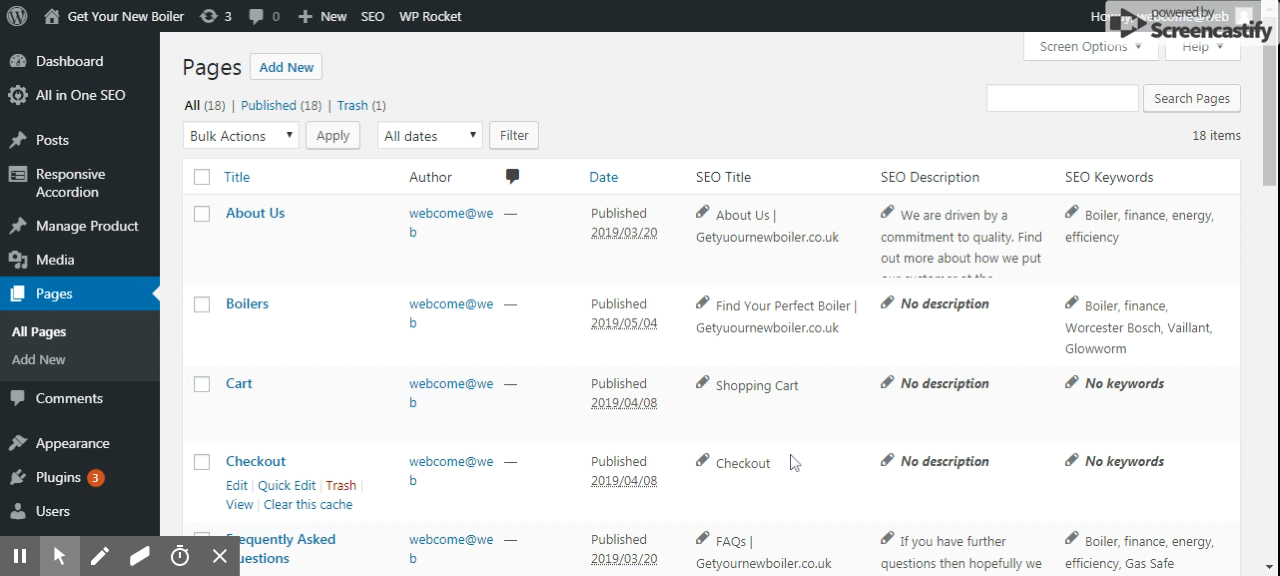 Get Your New Boiler 3 0 New SEO WP Rocket
powered by
Screencastify
Dashboard
All in One SEO
Posts
Responsive
Accordion
Manage Product
Media
Pages
All Pages
Add New
Comments
Appearance
Plugins 3
Users
Screen Options Help
Pages Add New
All (18) | Published (18) | Trash (1)
Search Pages
Bulk Actions Apply All dates Filter 18 items
Title Author Date SEO Title SEO Description SEO Keywords
About Us webcome@we
b — Published
2019/03/20 About Us |
Getyuournewboiler.co.uk We are driven by a
commitment to quality. Find
out more about how we put
our customer at the
Boiler, finance, energy,
efficiency
Boilers webcome@we
b — Published
2019/05/04 Find Your Perfect Boiler |
Getyuournewboiler.co.uk No description Boiler, finance,
Worcester Bosch, Vaillant,
Glowworm
Cart webcome@we
b — Published
2019/04/08 Shopping Cart No description No keywords
Checkout webcome@we
b — Published
2019/04/08 Checkout No description No keywords
Edit | Quick Edit | Trash |
View | Clear this cache
Frequently Asked
uestions webcome@we
b — Published
2019/03/20 FAQs |
Getyuournewboiler.co.uk If you have further
questions then hopefully we
Boiler, finance, energy,
efficiency, Gas Safe